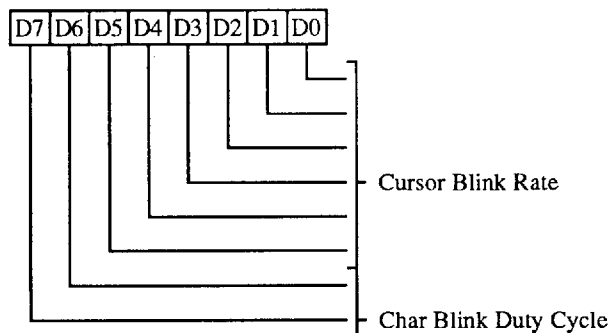 D7 D6 D5 D4 D3 D2 D1 D0
Cursor Blink Rate
Char Blink Duty Cycle